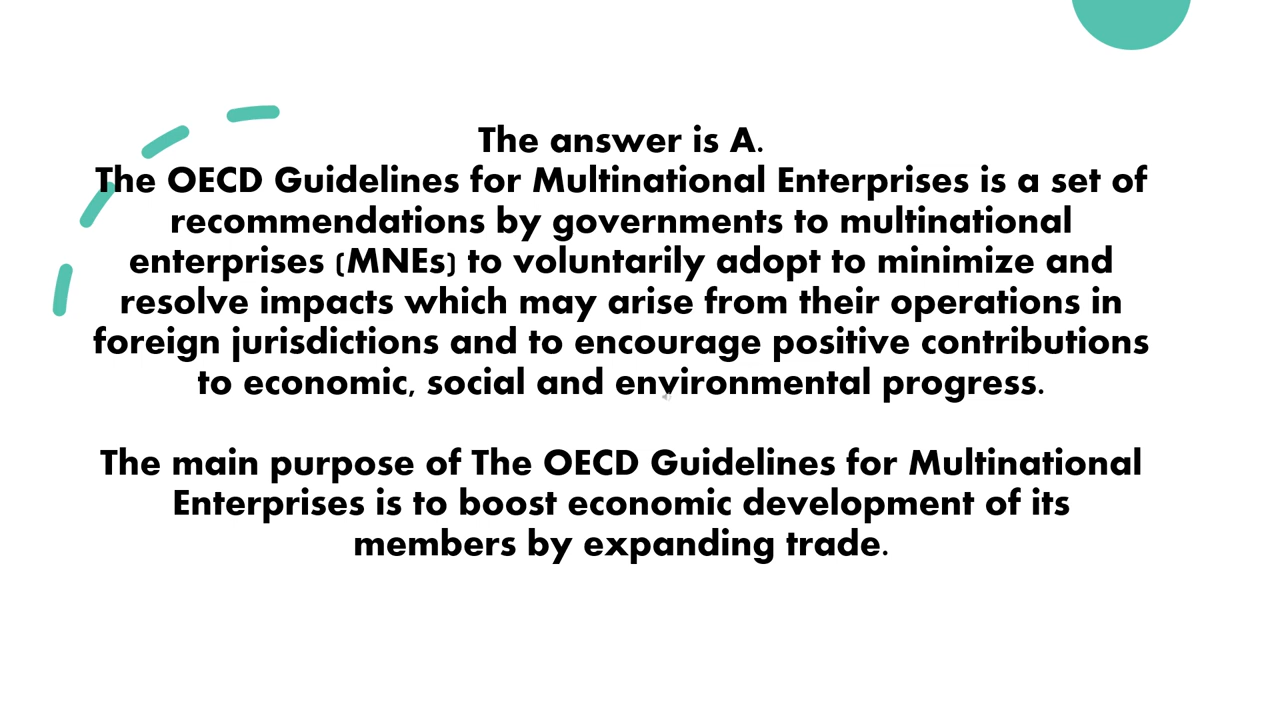 The answer is A.
The OECD Guidelines for Multinational Enterprises is a set of
recommendations by governments to multinational
enterprises (MNEs) to voluntarily adopt to minimize and
resolve impacts which may arise from their operations in
foreign jurisdictions and to encourage positive contributions
to economic, social and environmental progress.
The main purpose of The OECD Guidelines for Multinational
Enterprises is to boost economic development of its
members by expanding trade.